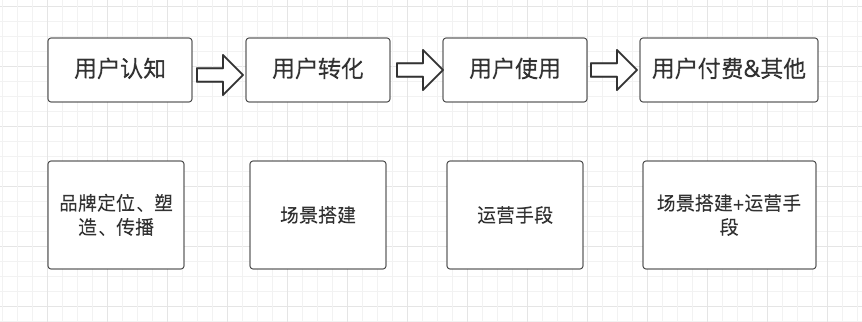 用户认知
用户转化
用户使用
用户付费&其他
品牌定位、塑
造、传播
场景搭建
运营手段
场景搭建+运营手
段